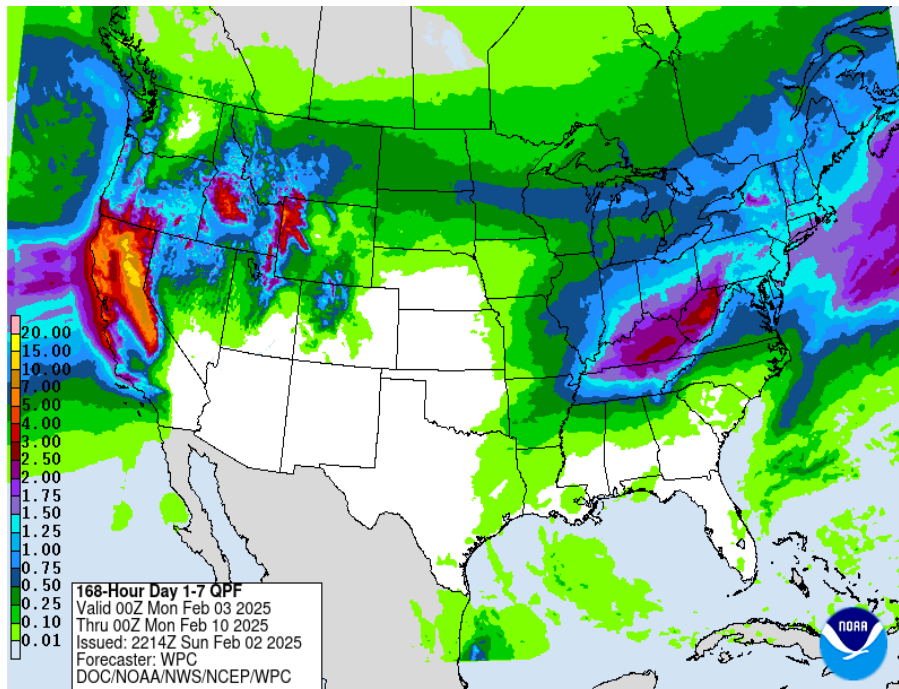 20.00
15.00
10.00
7.00
5.00
4.00
3.00
2.50
2.00
1.75
1.50
1.25
1.00
0.75
0.50
0.25
0.10
0.01
168-Hour Day 1-7 QPF
Valid 00Z Mon Feb 03 2025
Thru 00Z Mon Feb 10 2025
Issued: 2214Z Sun Feb 02 2025
Forecaster: WPC
DOC/NOAA/NWS/NCEP/WPC
NOAA